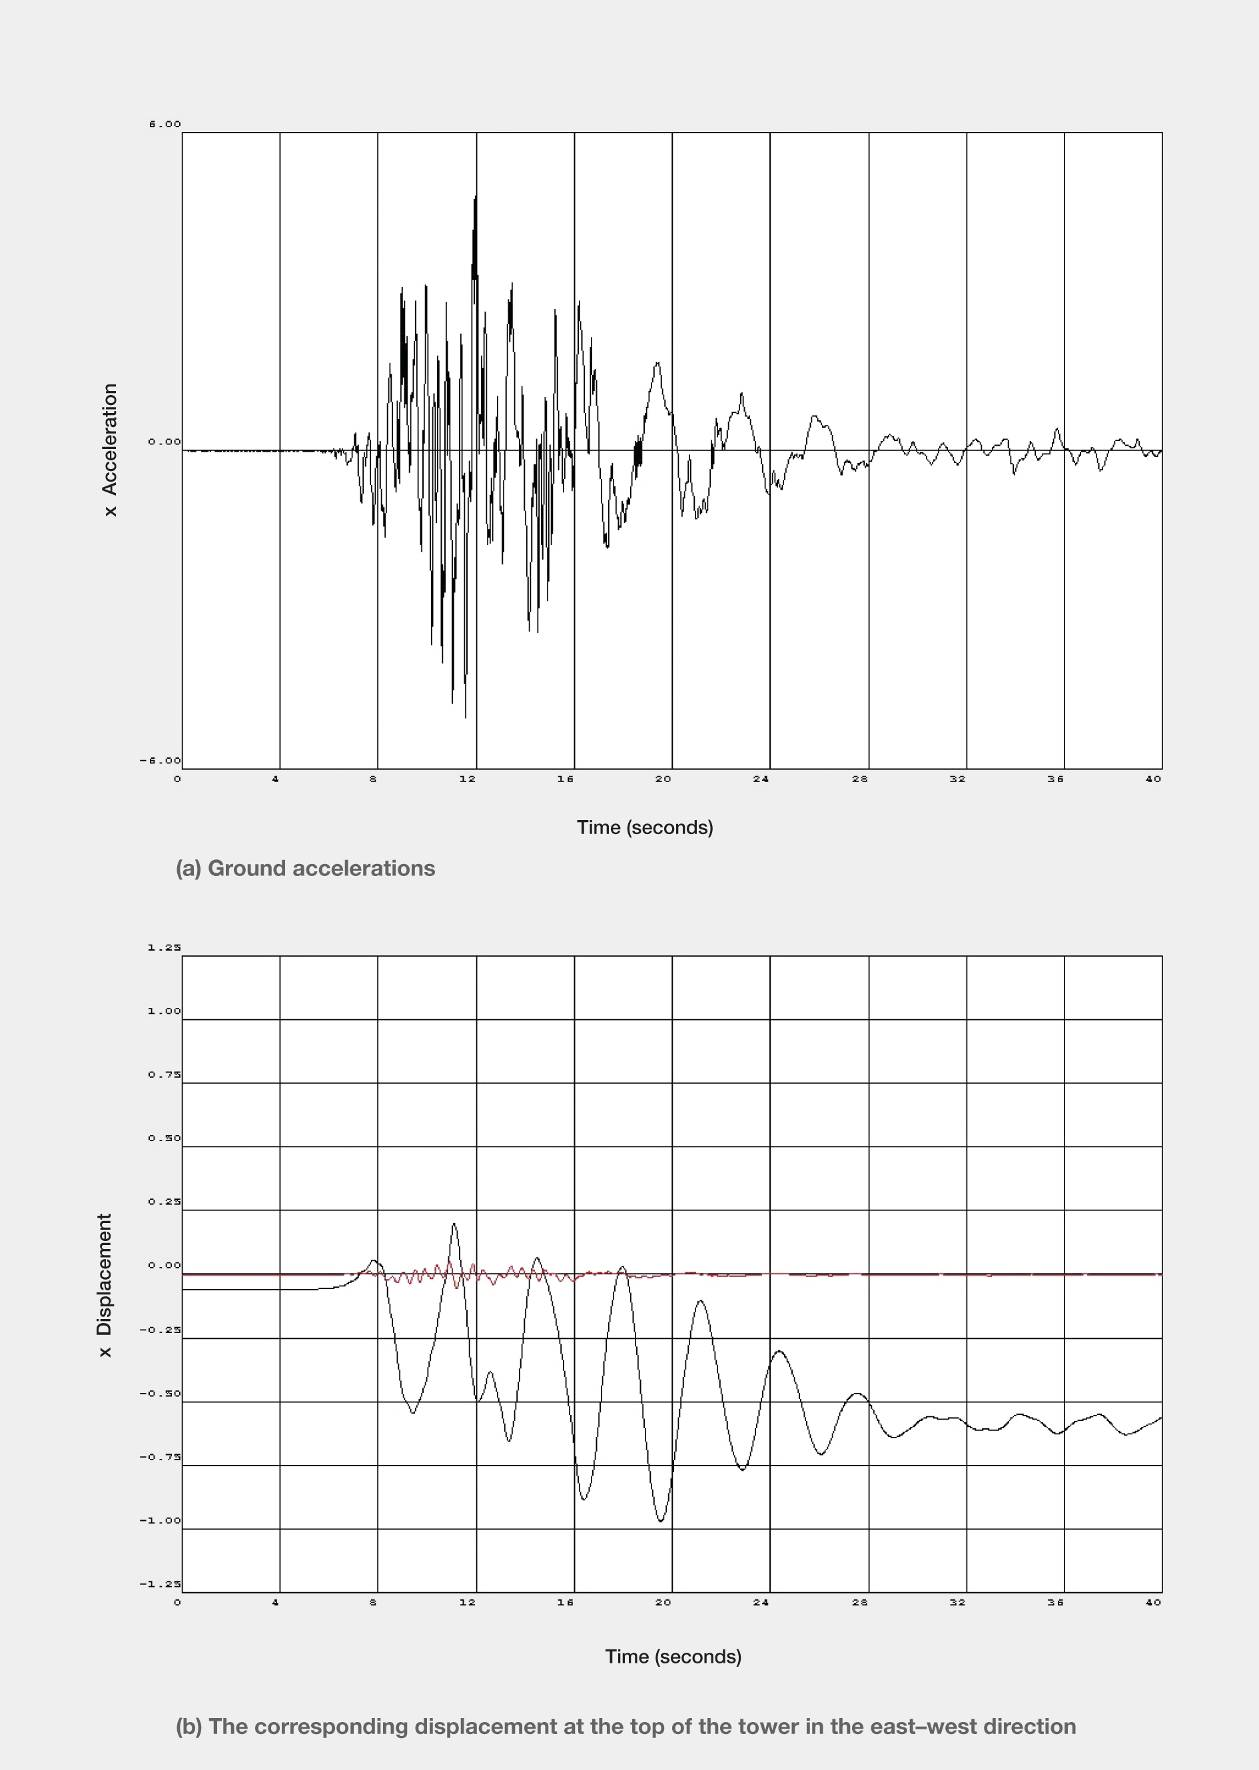 6.00
0.00
-6.00
x Acceleration
0 4 8 12 16 20 24 28 32 36 40
Time (seconds)
(a) Ground accelerations
1.25
1.00
0.75
0.50
0.25
0.00
-0.25
-0.50
-0.75
-1.00
-1.25
x Displacement
0 4 8 12 16 20 24 28 32 36 40
Time (seconds)
(b) The corresponding displacement at the top of the tower in the east–west direction